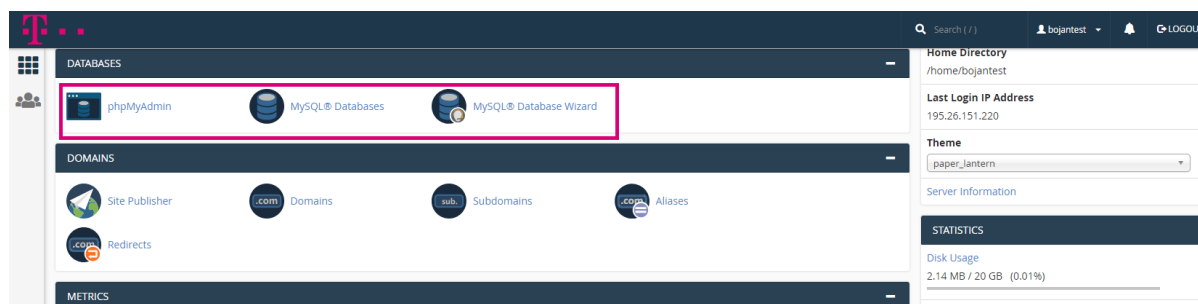 T
Search ( / )
bojantest
LOGOU
DATABASES
phpMyAdmin
MySQL® Databases
MySQL® Database Wizard
DOMAINS
Site Publisher
.com
Domains
sub.
Subdomains
.com
Aliases
.com
Redirects
METRICS
Home Directory
/home/bojantest
Last Login IP Address
195.26.151.220
Theme
paper_lantern
Server Information
STATISTICS
Disk Usage
2.14 MB / 20 GB (0.01%)